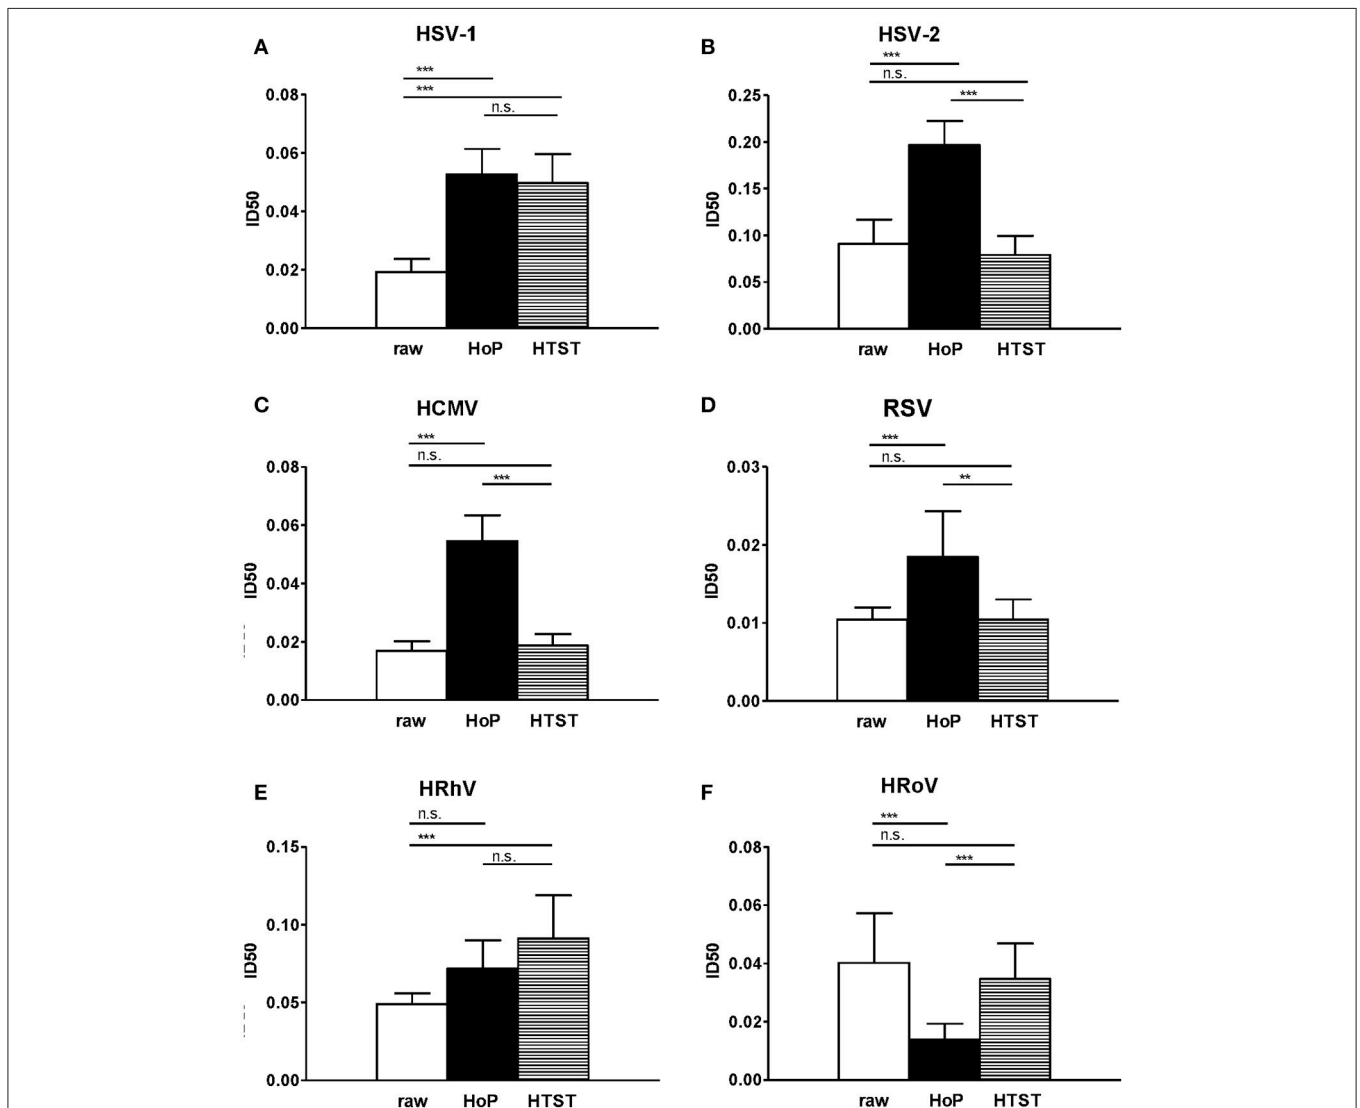 A
HSV-1
***
***
n.s.
0.08
0.06
0.04
0.02
0.00
ID50
raw HoP HTST
B
HSV-2
***
n.s.
***
0.25
0.20
0.15
0.10
0.05
0.00
ID50
raw HoP HTST
C
HCMV
***
n.s.
***
0.08
0.06
0.04
0.02
0.00
ID50
raw HoP HTST
D
RSV
***
n.s.
**
0.03
0.02
0.01
0.00
ID50
raw HoP HTST
E
HRhV
n.s.
***
n.s.
0.15
0.10
0.05
0.00
ID50
raw HoP HTST
F
HRoV
***
n.s.
***
0.08
0.06
0.04
0.02
0.00
ID50
raw HoP HTST